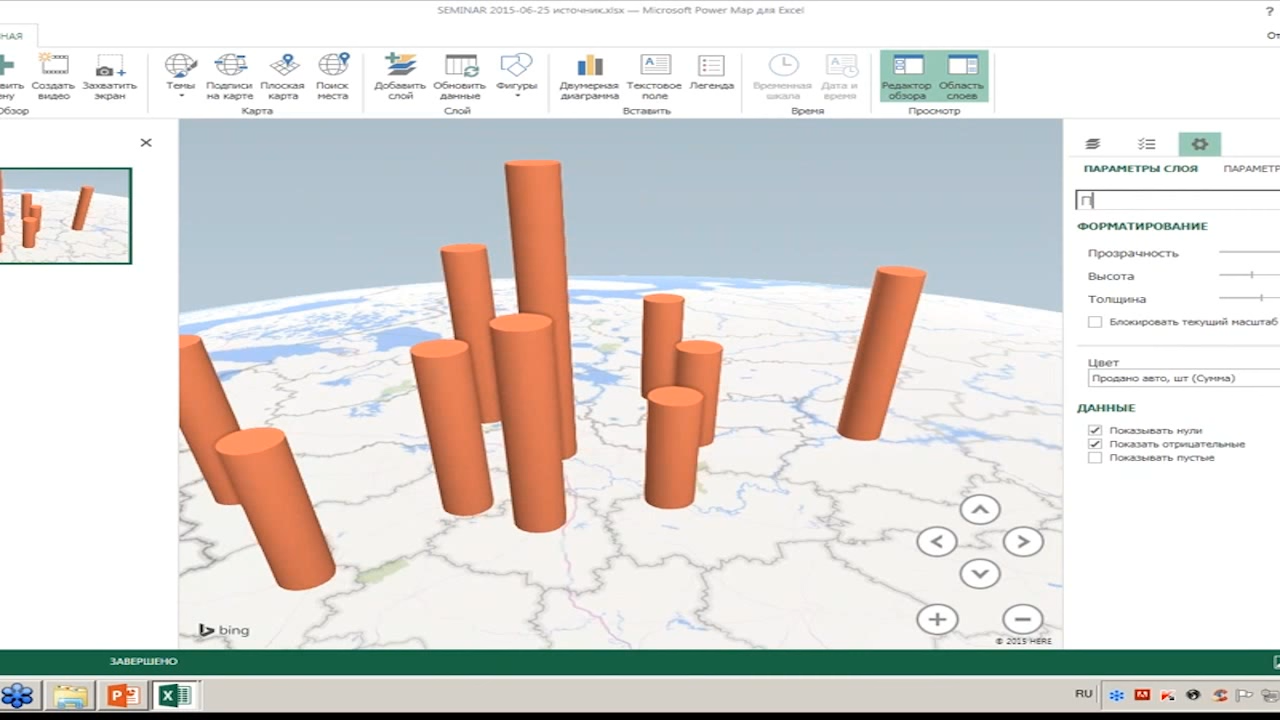 SEMINAR 2015-06-25 источник.xlsx — Microsoft Power Map для Excel
?
НАЯ
От
вить
ену
Создать
видео
Захватить
экран
Темы
Подписи
на карте
Плоская
карта
Поиск
места
Добавить
слой
Обновить
данные
Фигуры
Двумерная
диаграмма
Текстовое
поле
Легенда
Временная
шкала
Дата и
время
Редактор
обзора
Область
слоев
Обзор
Карта
Слой
Вставить
Время
Просмотр
ПАРАМЕТРЫ СЛОЯ
ПАРАМЕТР
П
ФОРМАТИРОВАНИЕ
Прозрачность
Высота
Толщина
Блокировать текущий масштаб
Цвет
Продано авто, шт (Сумма)
ДАННЫЕ
Показывать нули
Показать отрицательные
Показывать пустые
bing
© 2015 HERE
ЗАВЕРШЕНО
RU